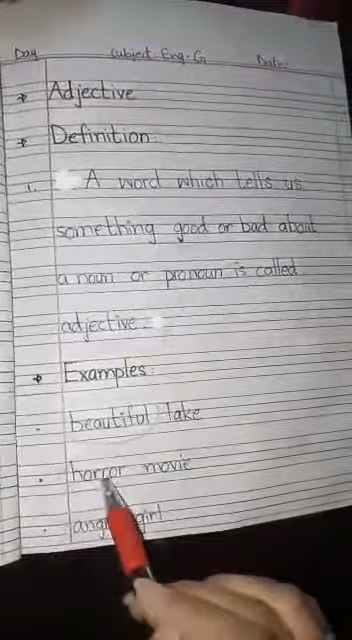 Day Subject: Eng-G Date:
Adjective
Definition:
1. A word which tells us
something good or bad about
a noun or pronoun is called
adjective.
Examples:
beautiful lake
horror movie
girl